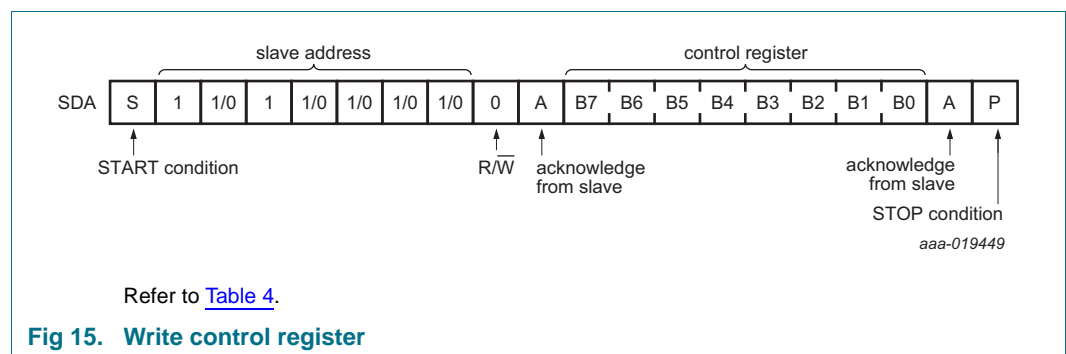 slave address control register
SDA S 1 1/0 1 1/0 1/0 1/0 1/0 0 A B7 B6 B5 B4 B3 B2 B1 B0 A P
START condition R/W̅ acknowledge from slave acknowledge from slave
STOP condition
aaa-019449
Refer to Table 4.
Fig 15. Write control register